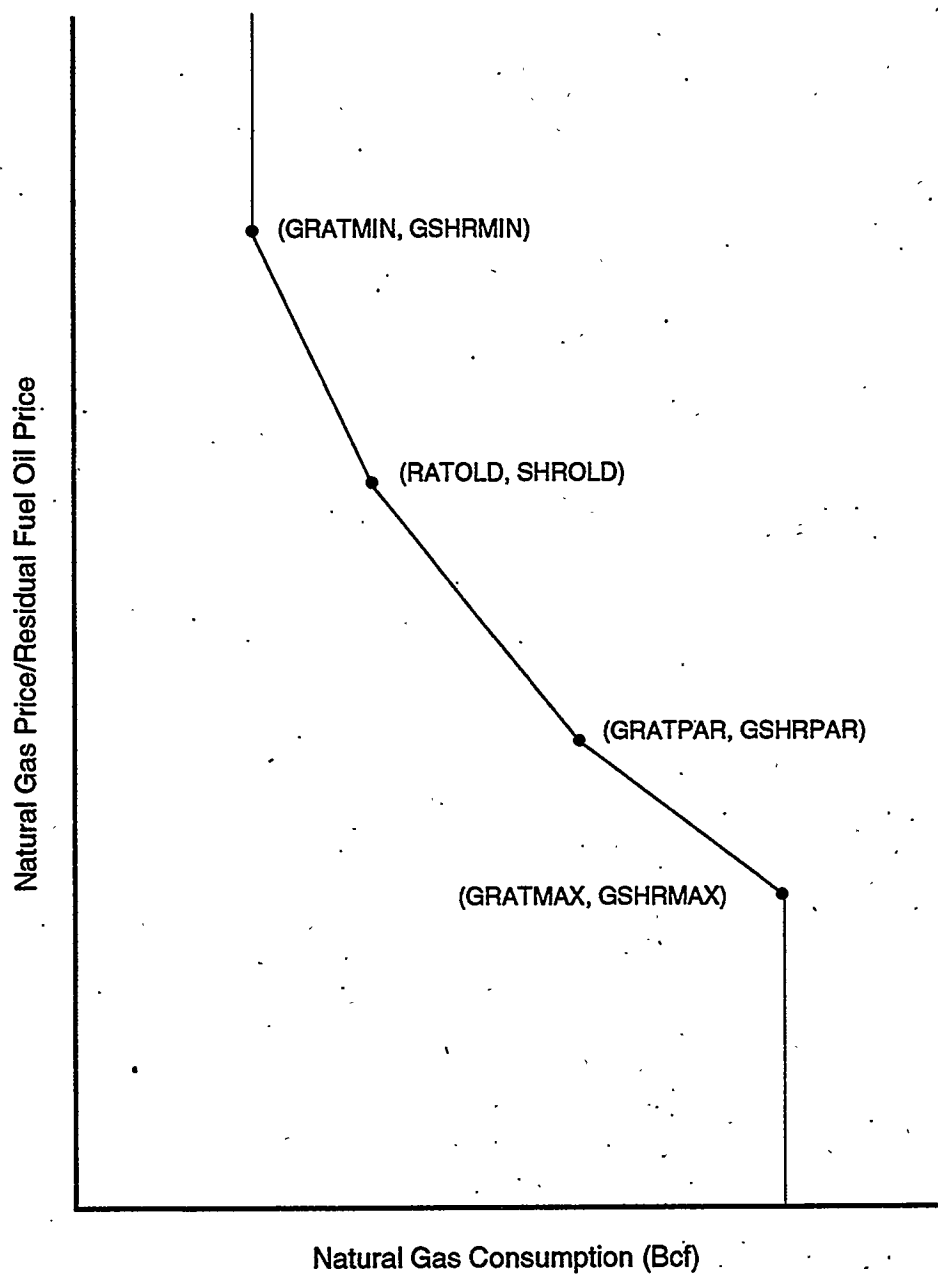 (GRATMIN, GSHRMIN)
(RATOLD, SHROLD)
(GRATPAR, GSHRPAR)
(GRATMAX, GSHRMAX)
Natural Gas Price/Residual Fuel Oil Price
Natural Gas Consumption (Bcf)